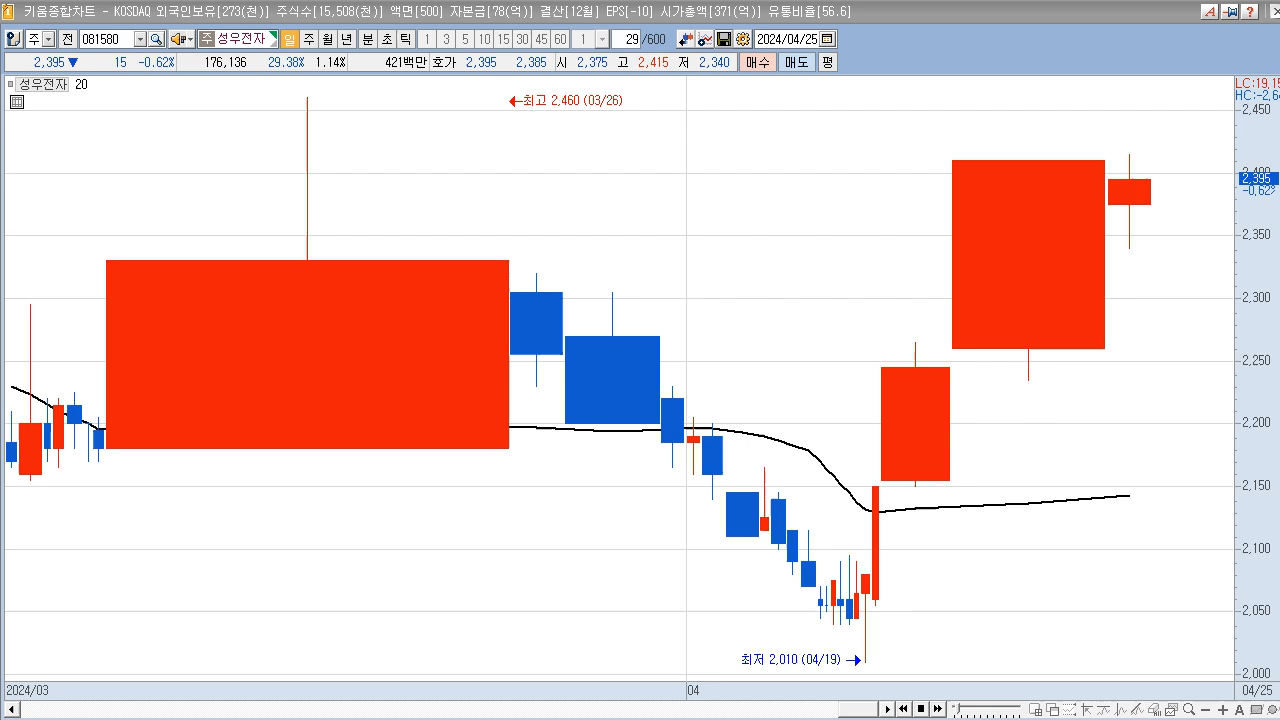 키움종합차트 - KOSDAQ 외국인보유[273(천)] 주식수[15,508(천)] 액면[500] 자본금[78(억)] 결산[12월] EPS[-10] 시가총액[371(억)] 유통비율[56.6]
주 전 081580 주 성우전자 일 주 월 년 분 초 틱 1 3 5 10 15 30 45 60 1 29 /600 2024/04/25
2,395 ▼ 15 -0.62% 176,136 29.38% 1.14% 421백만 호가 2,395 2,385 시 2,375 고 2,415 저 2,340 매수 매도 평
성우전자 20
LC:19,15
HC:-2,6
←최고 2,460 (03/26)
2,450
2,400
2,395
-0,62%
2,350
2,300
2,250
2,200
2,150
2,100
2,050
최저 2,010 (04/19) →
2,000
2024/03 04 04/25